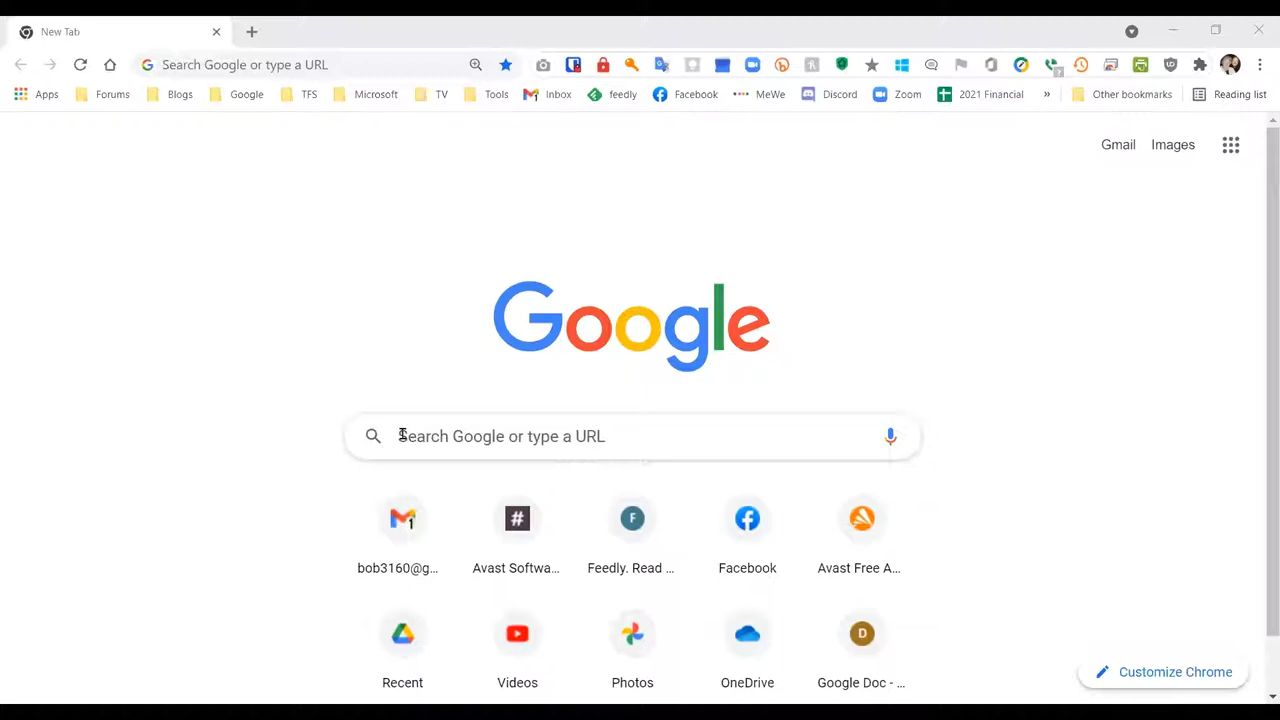 New Tab
Search Google or type a URL
Apps Forums Blogs Google TFS Microsoft TV Tools Inbox feedly Facebook MeWe Discord Zoom 2021 Financial » Other bookmarks Reading list
Gmail Images
Google
Search Google or type a URL
bob3160@g... Avast Softwa... Feedly. Read ... Facebook Avast Free A...
Recent Videos Photos OneDrive Google Doc - ...
Customize Chrome